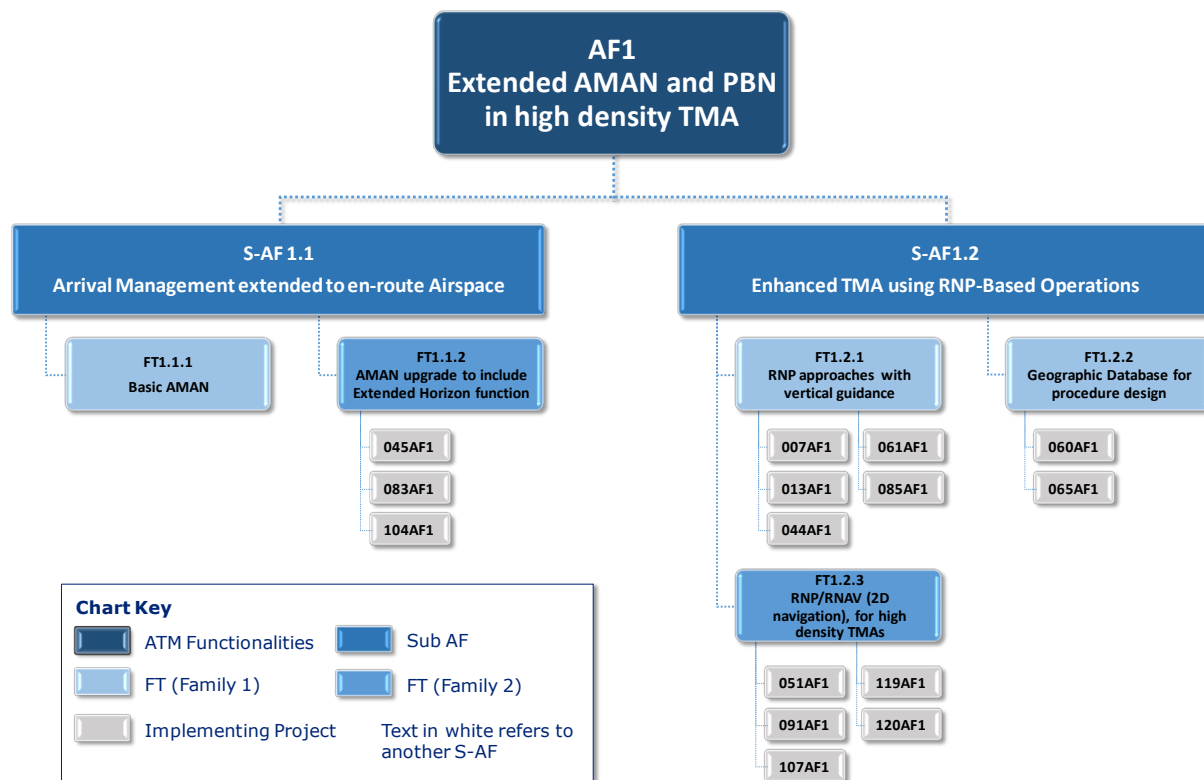 AF1
Extended AMAN and PBN
in high density TMA
S-AF 1.1
Arrival Management extended to en-route Airspace
S-AF1.2
Enhanced TMA using RNP-Based Operations
FT1.1.1
Basic AMAN
FT1.1.2
AMAN upgrade to include
Extended Horizon function
045AF1
083AF1
104AF1
FT1.2.1
RNP approaches with
vertical guidance
007AF1
061AF1
013AF1
085AF1
044AF1
FT1.2.2
Geographic Database for
procedure design
060AF1
065AF1
FT1.2.3
RNP/RNAV (2D
navigation), for high
density TMAs
051AF1
119AF1
091AF1
120AF1
107AF1
Chart Key
ATM Functionalities
Sub AF
FT (Family 1)
FT (Family 2)
Implementing Project
Text in white refers to
another S-AF